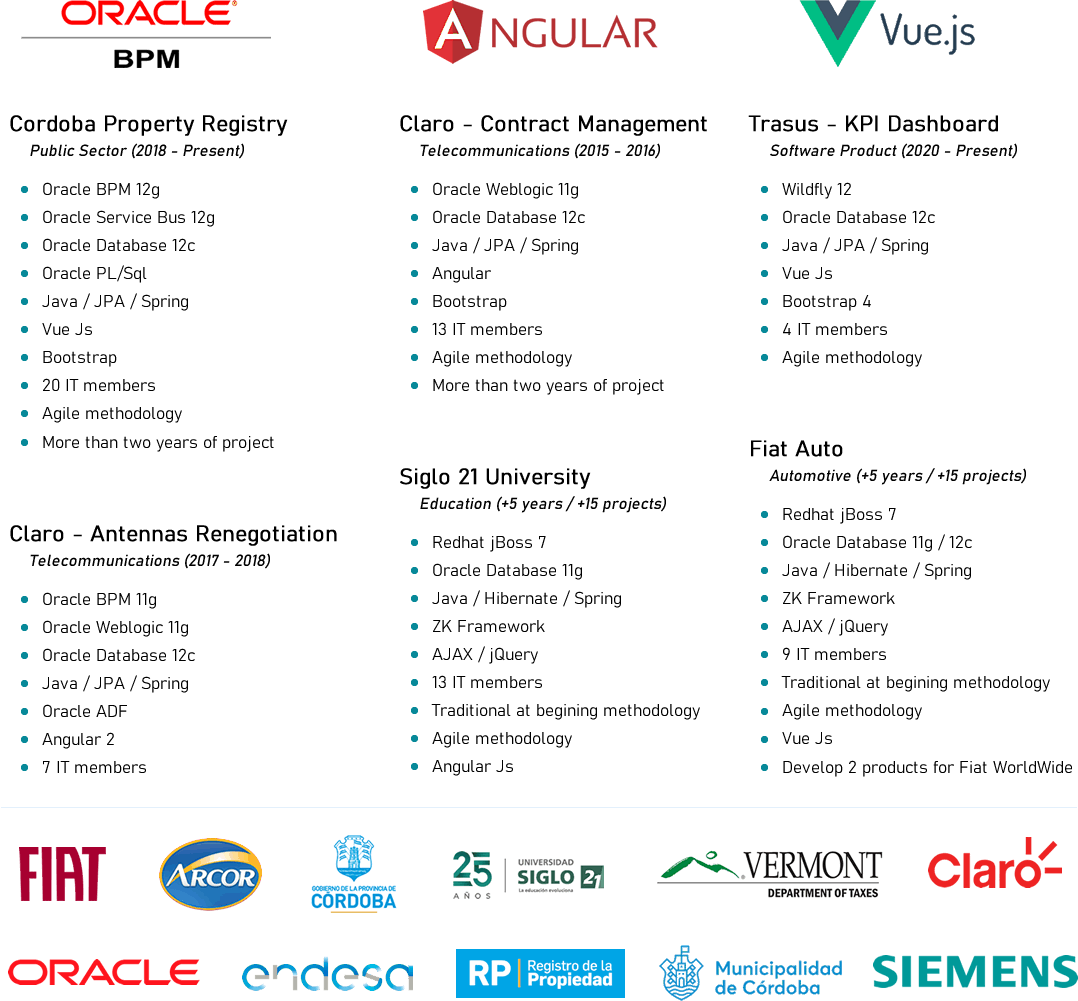 ORACLE®
BPM
ANGULAR
Vue.js
Cordoba Property Registry
Public Sector (2018 - Present)
Oracle BPM 12g
Oracle Service Bus 12g
Oracle Database 12c
Oracle PL/Sql
Java / JPA / Spring
Vue Js
Bootstrap
20 IT members
Agile methodology
More than two years of project
Claro - Antennas Renegotiation
Telecommunications (2017 - 2018)
Oracle BPM 11g
Oracle Weblogic 11g
Oracle Database 12c
Java / JPA / Spring
Oracle ADF
Angular 2
7 IT members
Claro - Contract Management
Telecommunications (2015 - 2016)
Oracle Weblogic 11g
Oracle Database 12c
Java / JPA / Spring
Angular
Bootstrap
13 IT members
Agile methodology
More than two years of project
Siglo 21 University
Education (+5 years / +15 projects)
Redhat jBoss 7
Oracle Database 11g
Java / Hibernate / Spring
ZK Framework
AJAX / jQuery
13 IT members
Traditional at begining methodology
Agile methodology
Angular Js
Trasus - KPI Dashboard
Software Product (2020 - Present)
Wildfly 12
Oracle Database 12c
Java / JPA / Spring
Vue Js
Bootstrap 4
4 IT members
Agile methodology
Fiat Auto
Automotive (+5 years / +15 projects)
Redhat jBoss 7
Oracle Database 11g / 12c
Java / Hibernate / Spring
ZK Framework
AJAX / jQuery
9 IT members
Traditional at begining methodology
Agile methodology
Vue Js
Develop 2 products for Fiat WorldWide
FIAT
ARCOR
GOBIERNO DE LA PROVINCIA DE
CÓRDOBA
25
AÑOS
UNIVERSIDAD
SIGLO 21
La educación evoluciona
VERMONT
DEPARTMENT OF TAXES
Claro
ORACLE
endesa
RP
Registro de la
Propiedad
Municipalidad
de Córdoba
SIEMENS